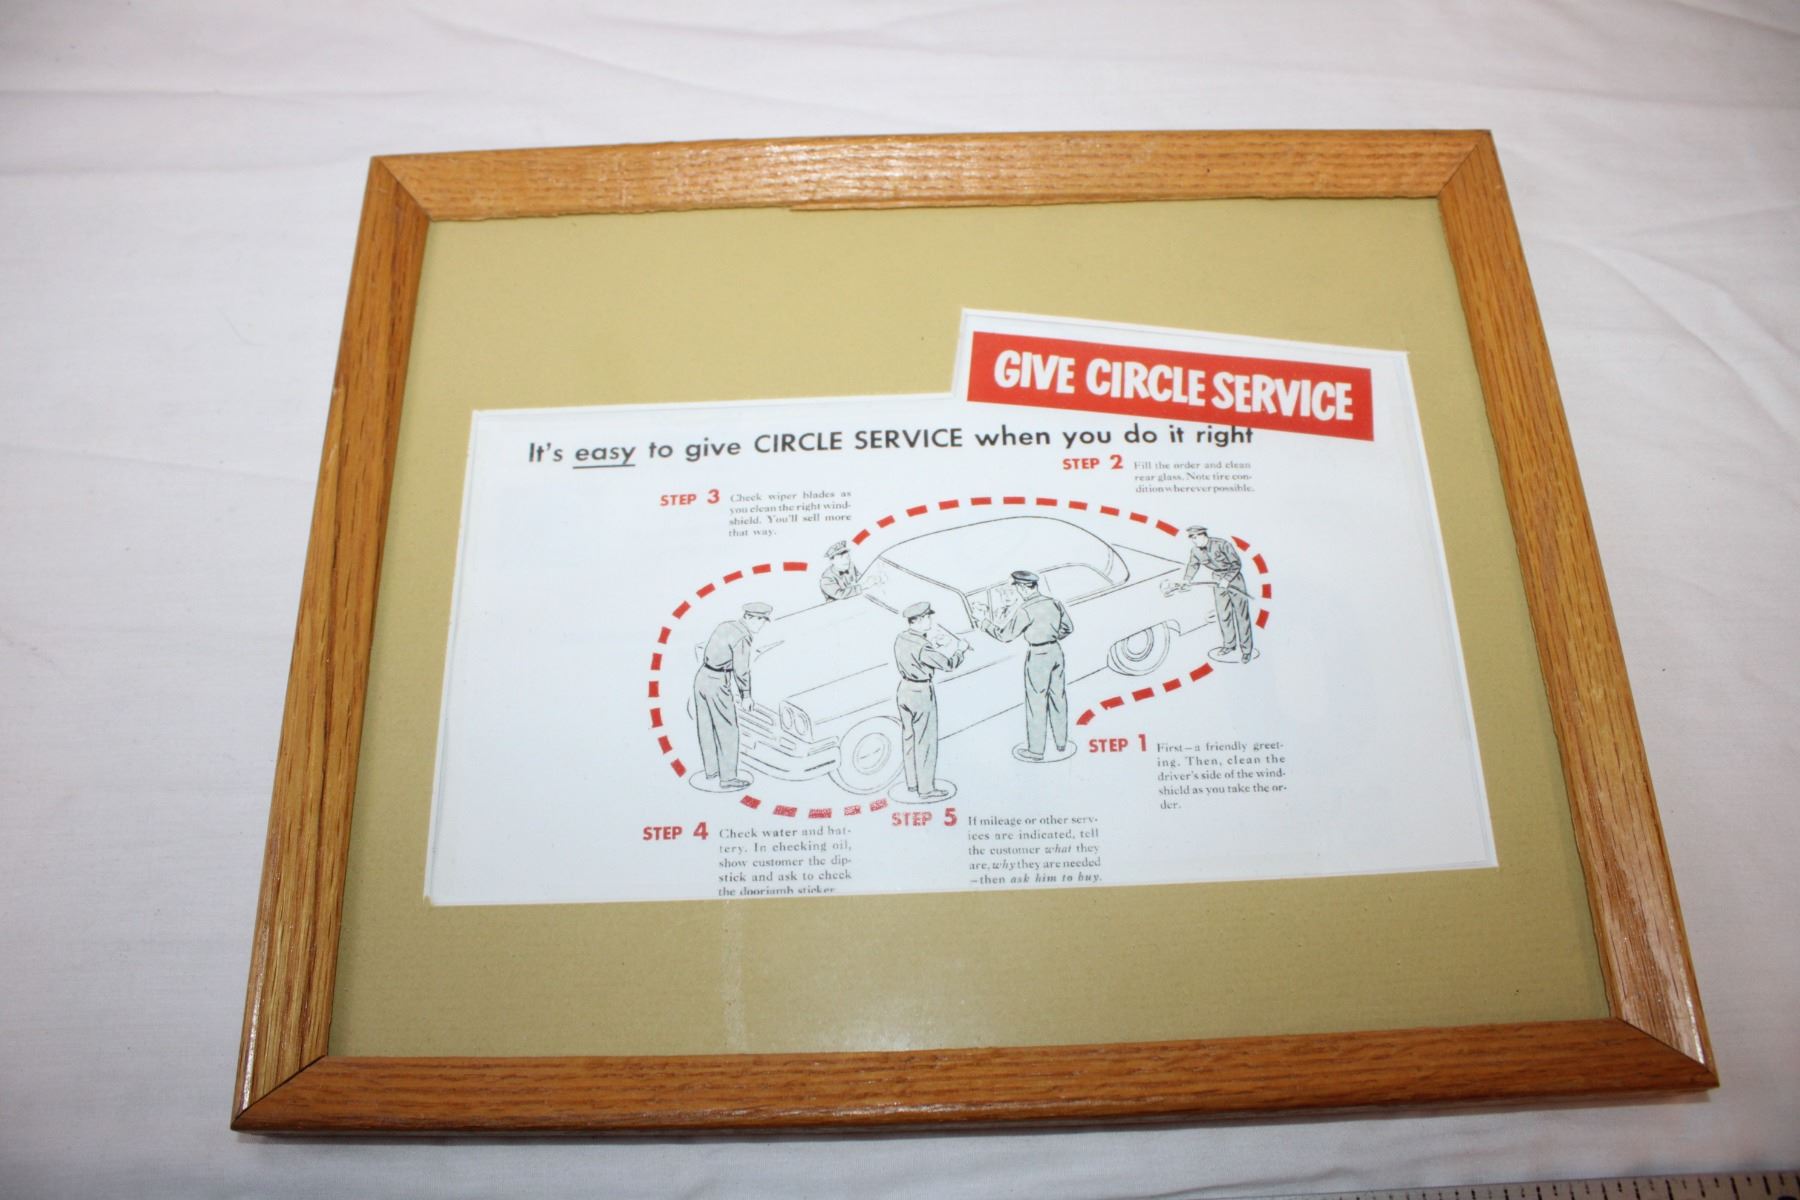 GIVE CIRCLE SERVICE
It's easy to give CIRCLE SERVICE when you do it right
STEP 1
First—a friendly greet-
ing. Then, clean the
driver's side of the wind-
shield as you take the or-
der.
STEP 2
Fill the order and clean
rear glass. Note tire con-
dition wherever possible.
STEP 3
Check wiper blades as
you clean the right wind-
shield. You'll sell more
that way.
STEP 4
Check water and bat-
tery. In checking oil,
show customer the dip-
stick and ask to check
the doorjamb sticker
STEP 5
If mileage or other serv-
ices are indicated, tell
the customer what they
are, why they are needed
—then ask him to buy.